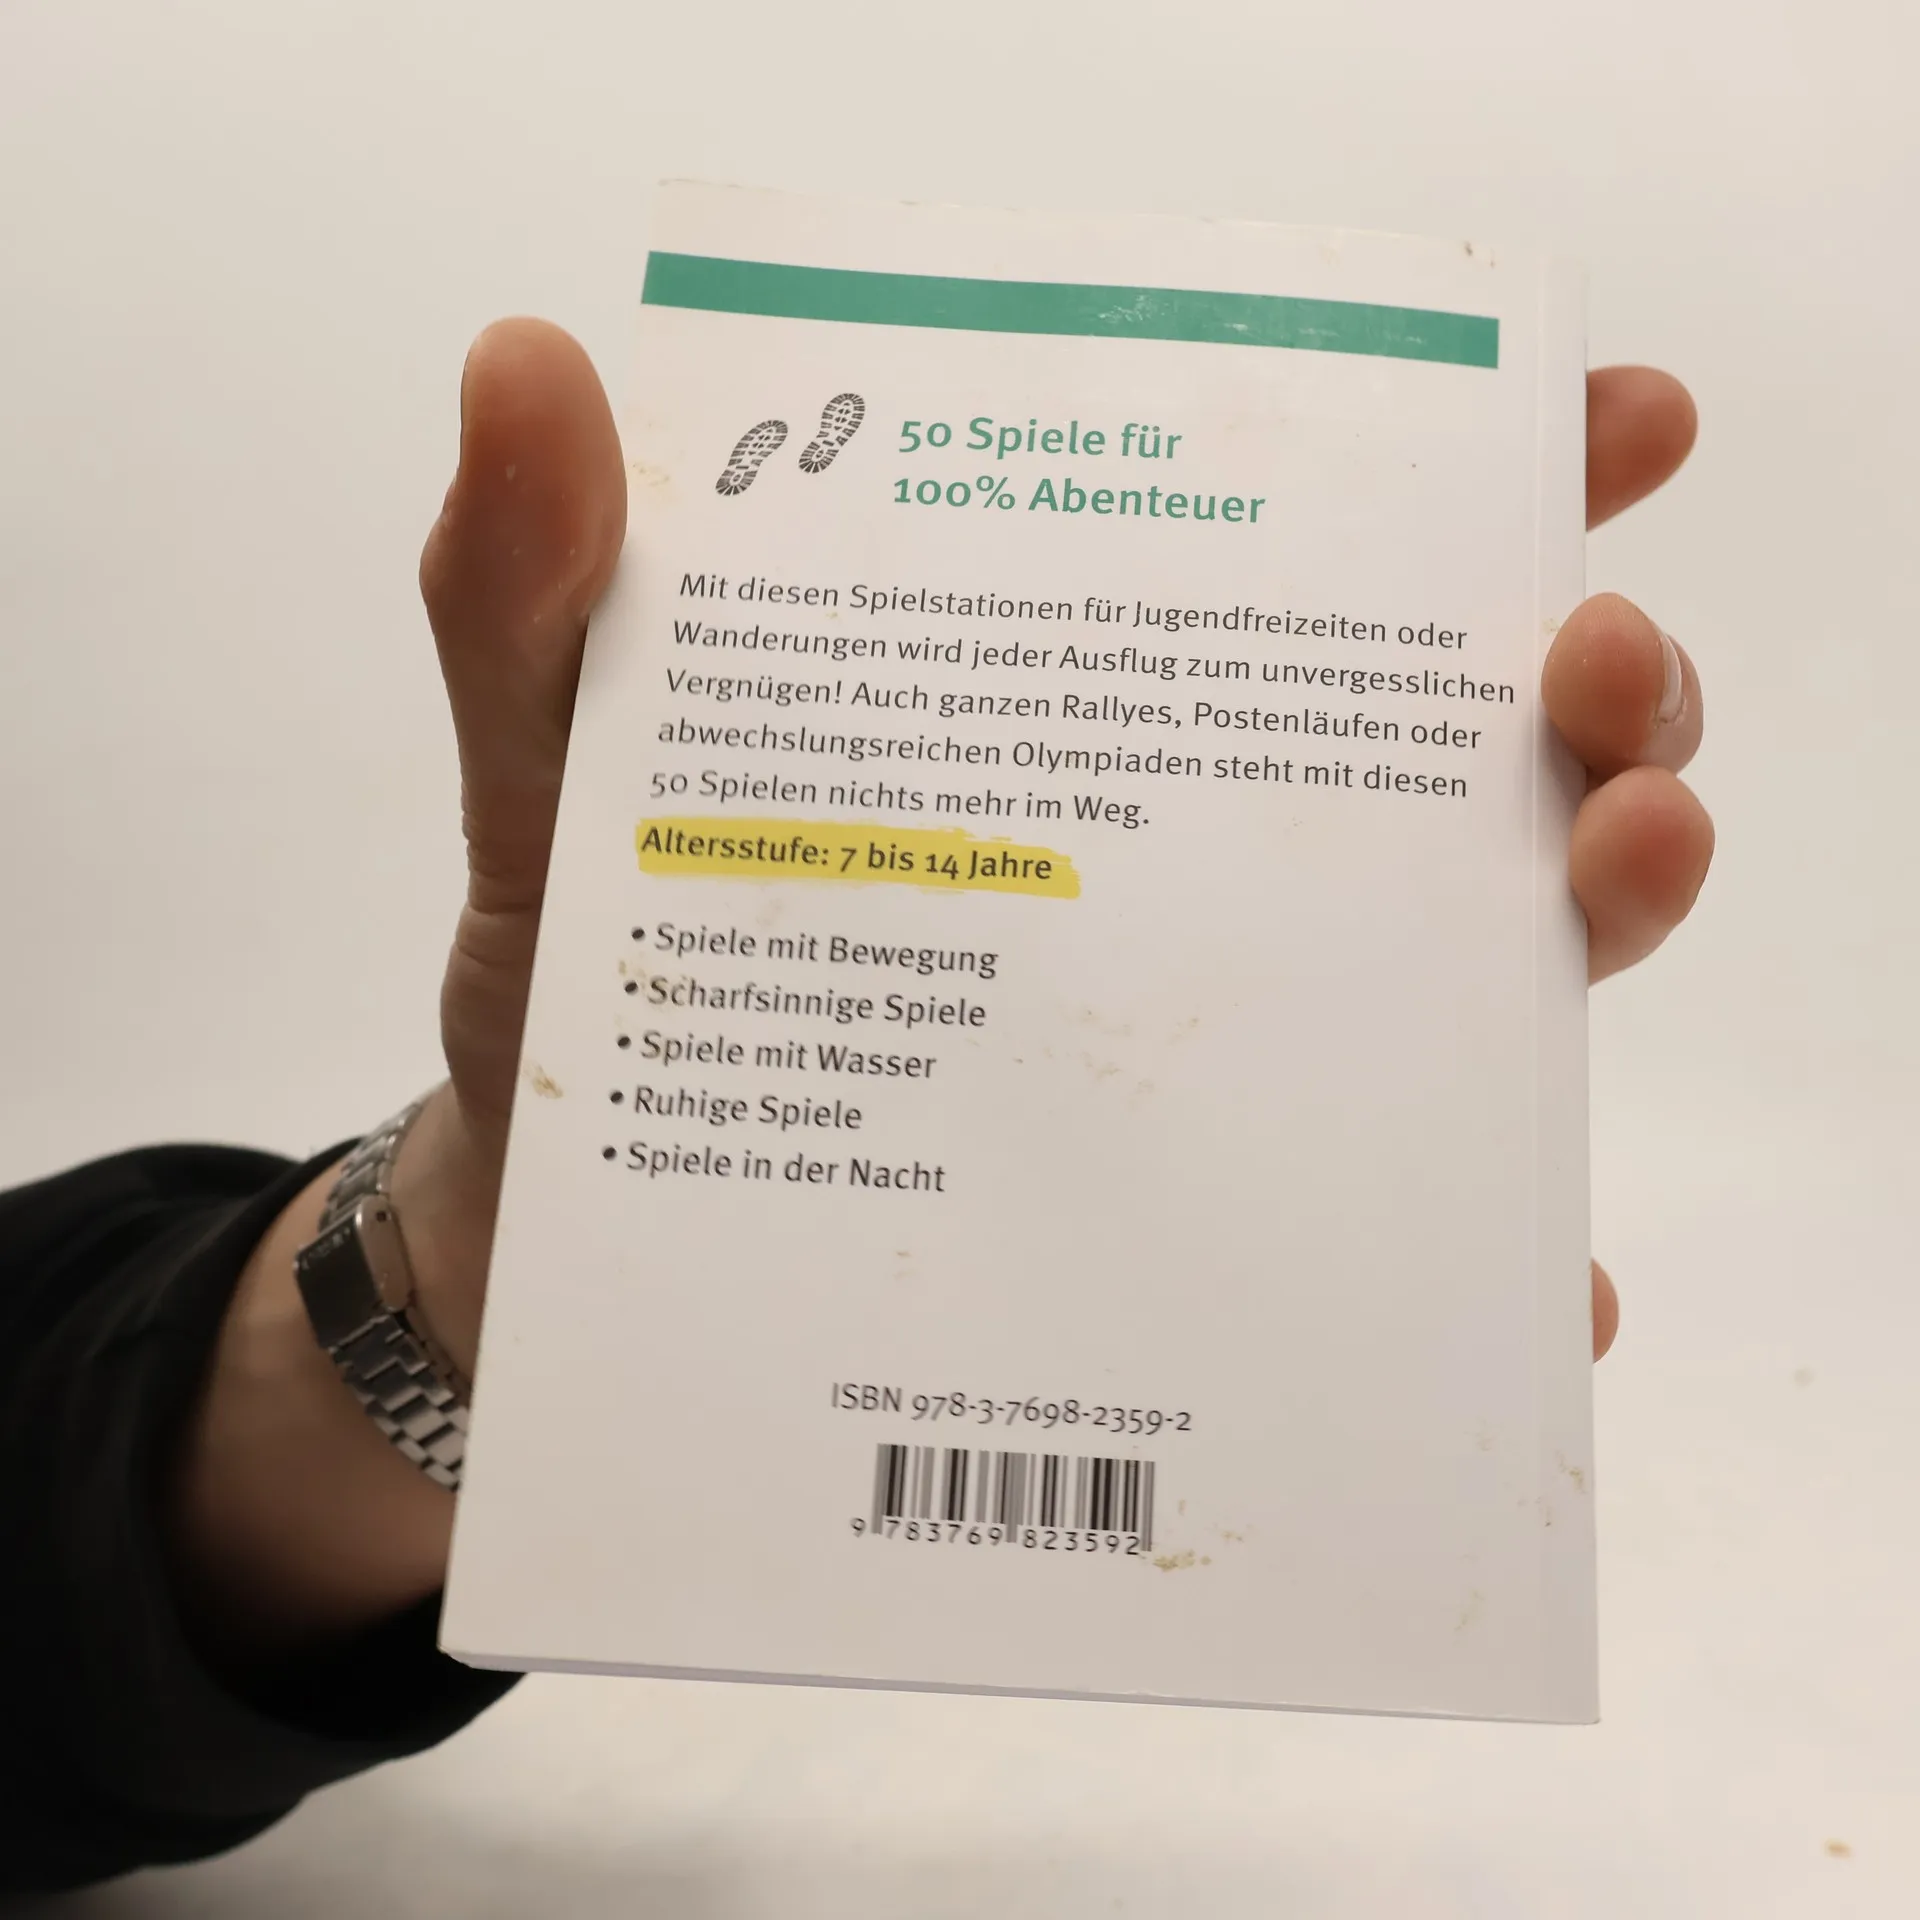 50 Spiele für
100% Abenteuer
Mit diesen Spielstationen für Jugendfreizeiten oder
Wanderungen wird jeder Ausflug zum unvergesslichen
Vergnügen! Auch ganzen Rallyes, Postenläufen oder
abwechslungsreichen Olympiaden steht mit diesen
50 Spielen nichts mehr im Weg.
Altersstufe: 7 bis 14 Jahre
• Spiele mit Bewegung
• Scharfsinnige Spiele
• Spiele mit Wasser
• Ruhige Spiele
• Spiele in der Nacht
ISBN 978-3-7698-2359-2
9 783769 823592